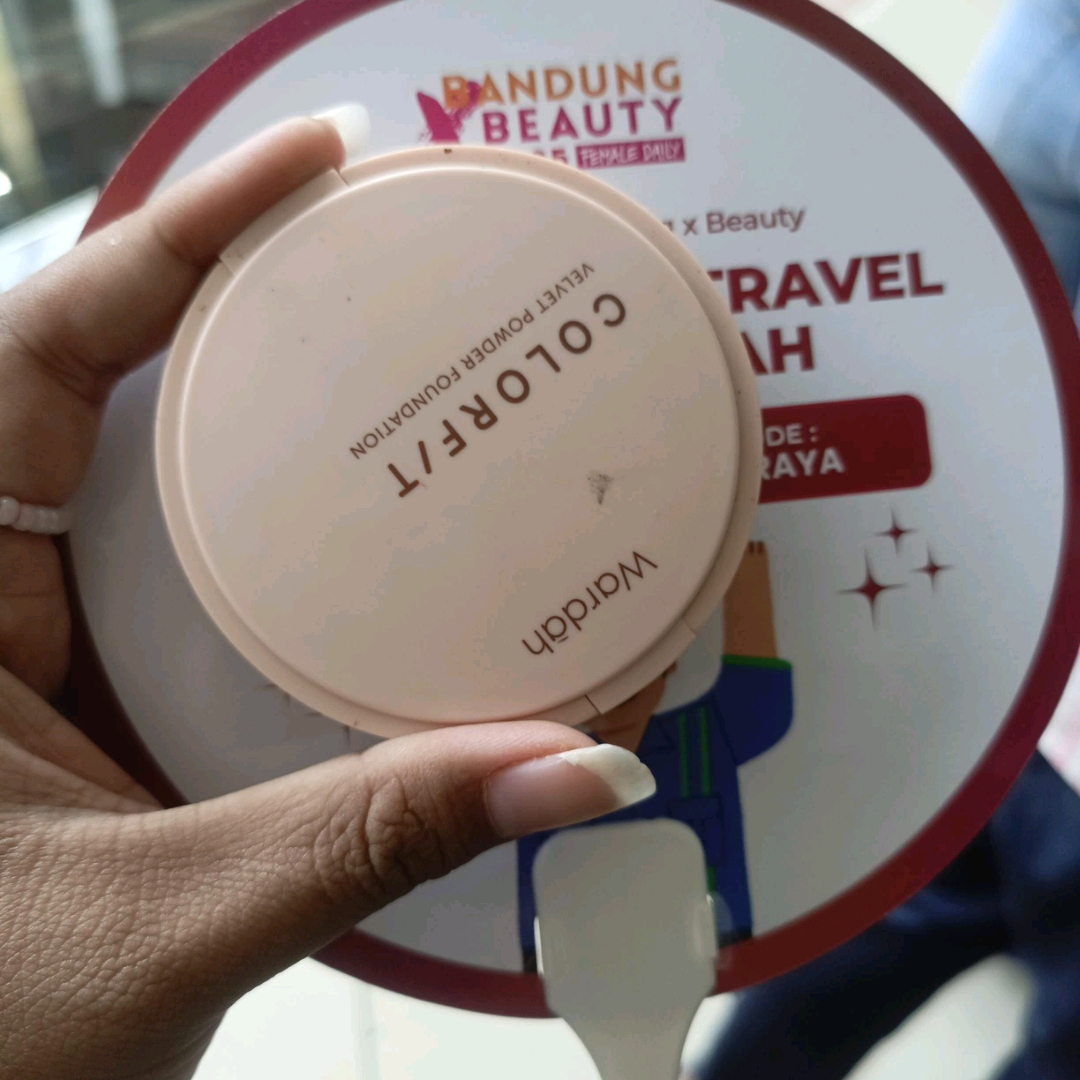 BANDUNG
BEAUTY
FEMALE DAILY
x Beauty
TRAVEL
AH
DE :
RAYA
COLORFIT
VELVET POWDER FOUNDATION
Wardah